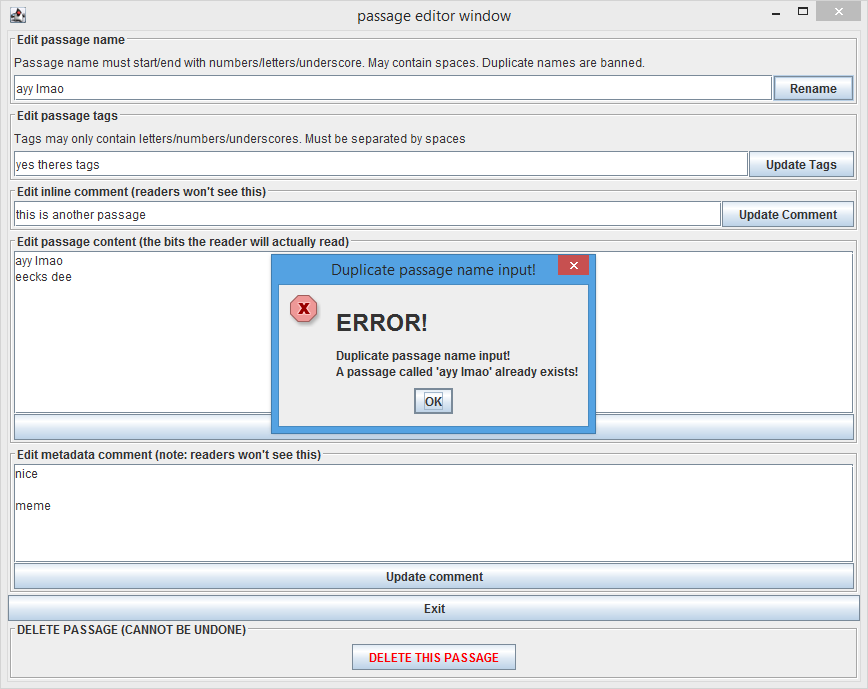 passage editor window
Edit passage name
Passage name must start/end with numbers/letters/underscore. May contain spaces. Duplicate names are banned.
ayy lmao
Rename
Edit passage tags
Tags may only contain letters/numbers/underscores. Must be separated by spaces
yes theres tags
Update Tags
Edit inline comment (readers won't see this)
this is another passage
Update Comment
Edit passage content (the bits the reader will actually read)
ayy lmao
eecks dee
Duplicate passage name input!
ERROR!
Duplicate passage name input!
A passage called 'ayy lmao' already exists!
OK
Edit metadata comment (note: readers won't see this)
nice
meme
Update comment
Exit
DELETE PASSAGE (CANNOT BE UNDONE)
DELETE THIS PASSAGE